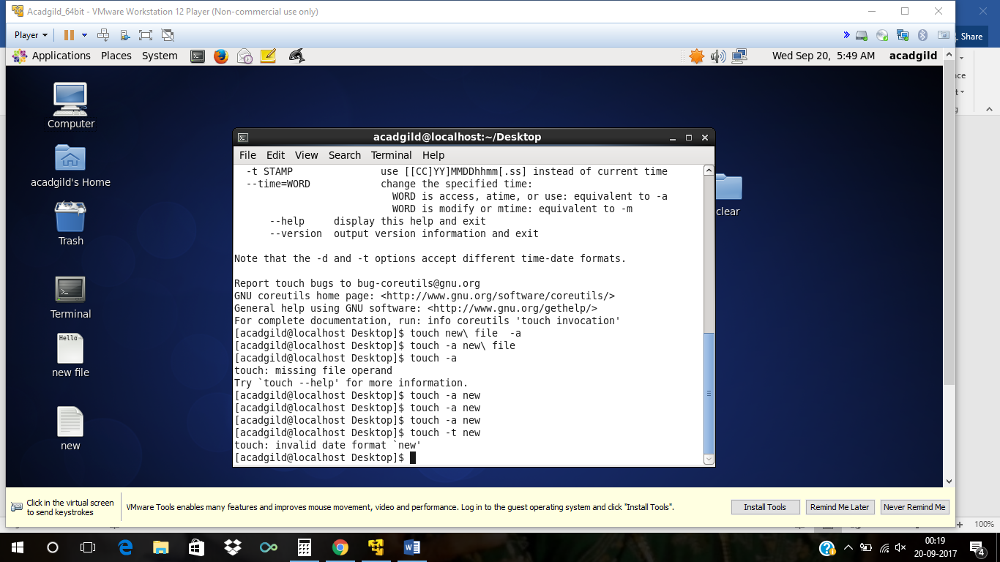 Acadgild_64bit - VMware Workstation 12 Player (Non-commercial use only)
Player
Share
Applications Places System
Wed Sep 20, 5:49 AM acadgild
Computer
acadgild's Home
Trash
Terminal
Hello
new file
new
clear
acadgild@localhost:~/Desktop
File Edit View Search Terminal Help
-t STAMP use [[CC]YY]MMDDhhmm[.ss] instead of current time
--time=WORD change the specified time:
WORD is access, atime, or use: equivalent to -a
WORD is modify or mtime: equivalent to -m
--help display this help and exit
--version output version information and exit
Note that the -d and -t options accept different time-date formats.
Report touch bugs to bug-coreutils@gnu.org
GNU coreutils home page: <http://www.gnu.org/software/coreutils/>
General help using GNU software: <http://www.gnu.org/gethelp/>
For complete documentation, run: info coreutils 'touch invocation'
[acadgild@localhost Desktop]$ touch new\ file  -a
[acadgild@localhost Desktop]$ touch -a new\ file
[acadgild@localhost Desktop]$ touch -a
touch: missing file operand
Try `touch --help' for more information.
[acadgild@localhost Desktop]$ touch -a new
[acadgild@localhost Desktop]$ touch -a new
[acadgild@localhost Desktop]$ touch -a new
[acadgild@localhost Desktop]$ touch -t new
touch: invalid date format `new'
[acadgild@localhost Desktop]$
Click in the virtual screen
to send keystrokes
VMware Tools enables many features and improves mouse movement, video and performance. Log in to the guest operating system and click "Install Tools".
Install Tools
Remind Me Later
Never Remind Me
100%
00:19
20-09-2017
4